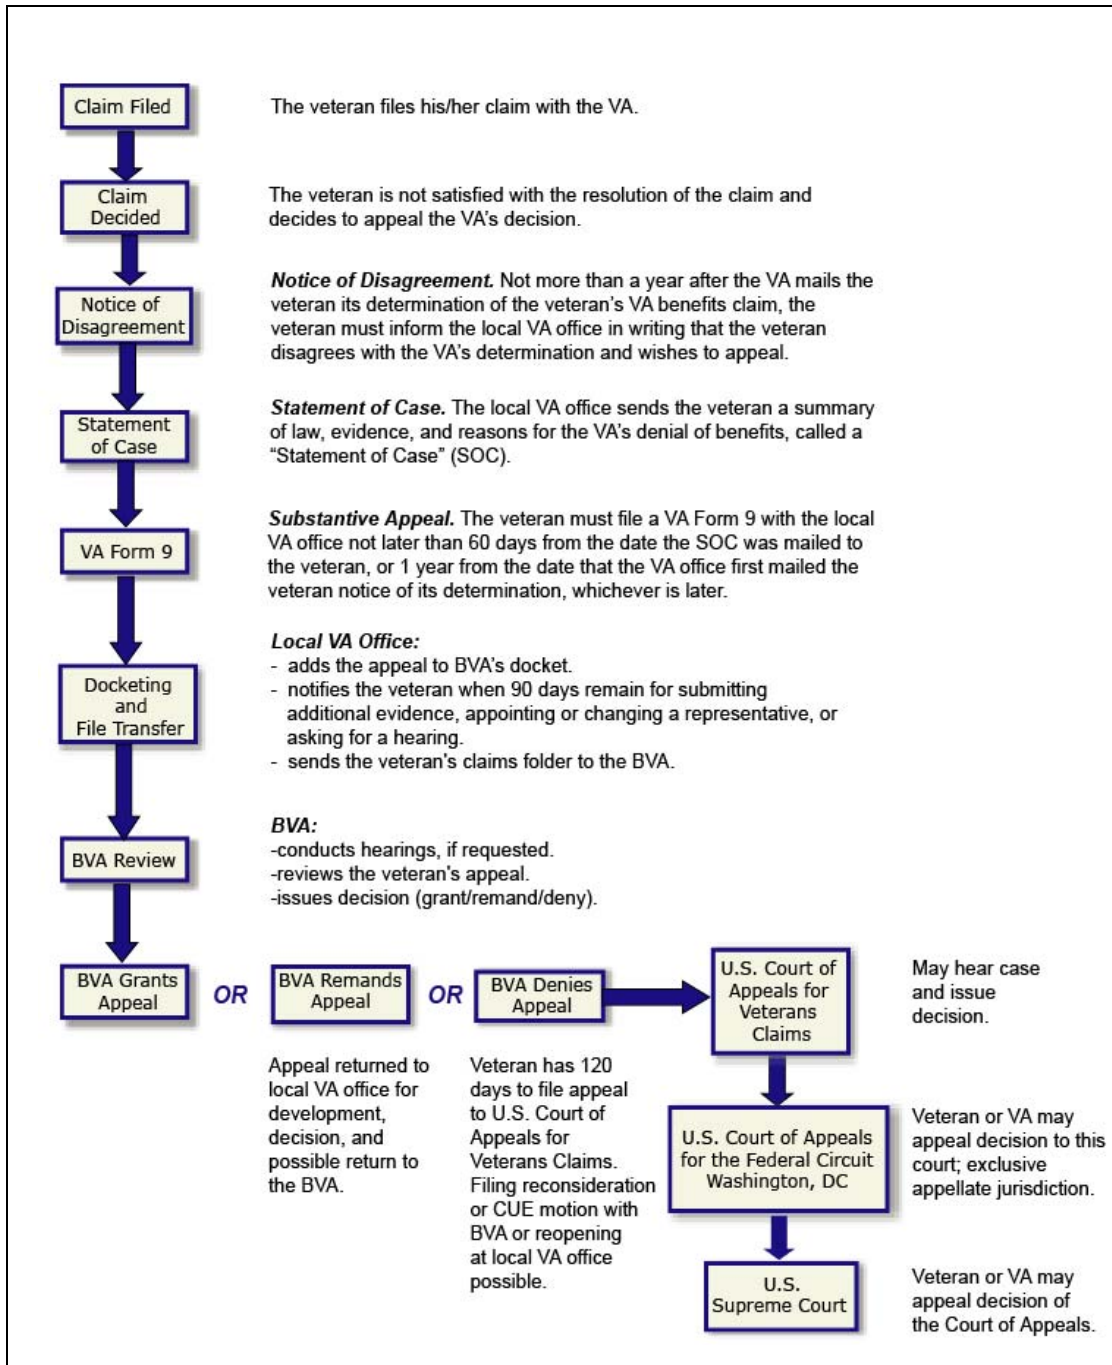 Claim Filed
The veteran files his/her claim with the VA.
Claim
Decided
The veteran is not satisfied with the resolution of the claim and
decides to appeal the VA's decision.
Notice of
Disagreement
Notice of Disagreement. Not more than a year after the VA mails the
veteran its determination of the veteran's VA benefits claim, the
veteran must inform the local VA office in writing that the veteran
disagrees with the VA's determination and wishes to appeal.
Statement
of Case
Statement of Case. The local VA office sends the veteran a summary
of law, evidence, and reasons for the VA's denial of benefits, called a
“Statement of Case” (SOC).
VA Form 9
Substantive Appeal. The veteran must file a VA Form 9 with the local
VA office not later than 60 days from the date the SOC was mailed to
the veteran, or 1 year from the date that the VA office first mailed the
veteran notice of its determination, whichever is later.
Docketing
and
File Transfer
Local VA Office:
- adds the appeal to BVA's docket.
- notifies the veteran when 90 days remain for submitting
additional evidence, appointing or changing a representative, or
asking for a hearing.
- sends the veteran's claims folder to the BVA.
BVA Review
BVA:
-conducts hearings, if requested.
-reviews the veteran's appeal.
-issues decision (grant/remand/deny).
BVA Grants
Appeal
OR
BVA Remands
Appeal
OR
BVA Denies
Appeal
U.S. Court of
Appeals for
Veterans
Claims
May hear case
and issue
decision.
Appeal returned to
local VA office for
development,
decision, and
possible return to
the BVA.
Veteran has 120
days to file appeal
to U.S. Court of
Appeals for
Veterans Claims.
Filing reconsideration
or CUE motion with
BVA or reopening
at local VA office
possible.
U.S. Court of Appeals
for the Federal Circuit
Washington, DC
Veteran or VA may
appeal decision to this
court; exclusive
appellate jurisdiction.
U.S.
Supreme Court
Veteran or VA may
appeal decision of
the Court of Appeals.